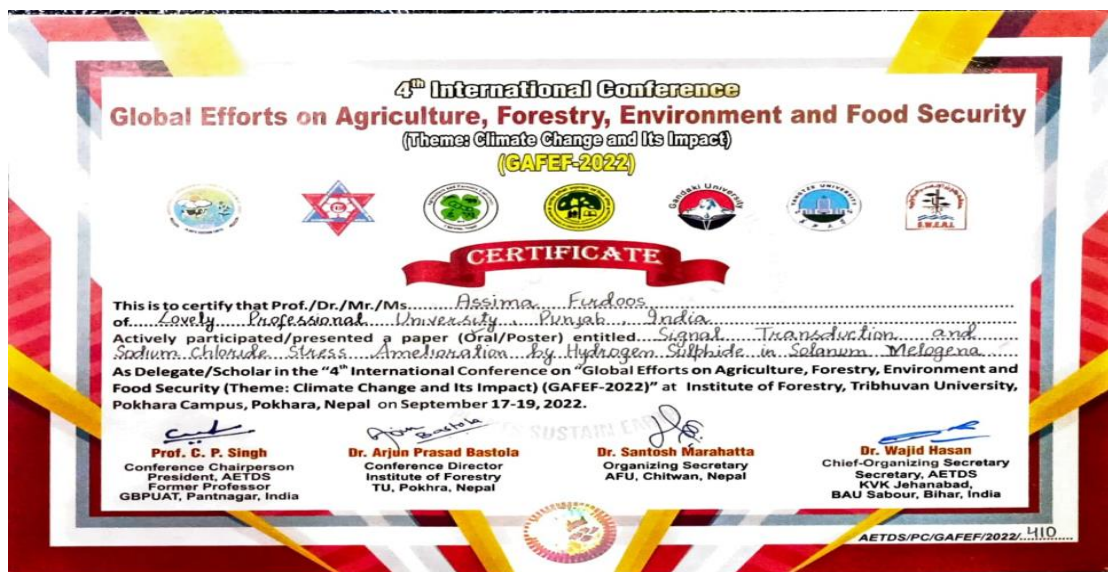 4th International Conference
Global Efforts on Agriculture, Forestry, Environment and Food Security
(Theme: Climate Change and Its Impact)
(GAFEF-2022)
Gandaki University
YANGTZE UNIVERSITY
S.W.E.R.I.
CERTIFICATE
This is to certify that Prof./Dr./Mr./Ms. Assima Firdoos
of Lovely Professional University, Punjab, India
Actively participated/presented a paper (Oral/Poster) entitled Signal Transduction and
Sodium Chloride Stress Amelioration by Hydrogen Sulphide in Solanum Melogena
As Delegate/Scholar in the "4th International Conference on "Global Efforts on Agriculture, Forestry, Environment and
Food Security (Theme: Climate Change and Its Impact) (GAFEF-2022)" at Institute of Forestry, Tribhuvan University,
Pokhara Campus, Pokhara, Nepal on September 17-19, 2022.
Arjun Bastola
Prof. C. P. Singh
Conference Chairperson
President, AETDS
Former Professor
GBPUAT, Pantnagar, India
Dr. Arjun Prasad Bastola
Conference Director
Institute of Forestry
TU, Pokhra, Nepal
Dr. Santosh Marahatta
Organizing Secretary
AFU, Chitwan, Nepal
Dr. Wajid Hasan
Chief-Organizing Secretary
Secretary, AETDS
KVK Jehanabad,
BAU Sabour, Bihar, India
AETDS/PC/GAFEF/2022/ 410